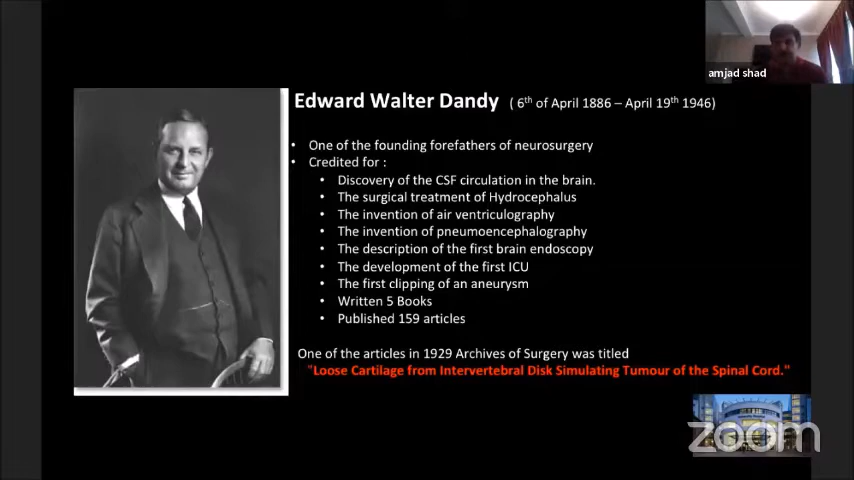 amjad shad
Edward Walter Dandy ( 6th of April 1886 – April 19th 1946)
• One of the founding forefathers of neurosurgery
• Credited for :
• Discovery of the CSF circulation in the brain.
• The surgical treatment of Hydrocephalus
• The invention of air ventriculography
• The invention of pneumoencephalography
• The description of the first brain endoscopy
• The development of the first ICU
• The first clipping of an aneurysm
• Written 5 Books
• Published 159 articles
One of the articles in 1929 Archives of Surgery was titled
"Loose Cartilage from Intervertebral Disk Simulating Tumour of the Spinal Cord."
zoom